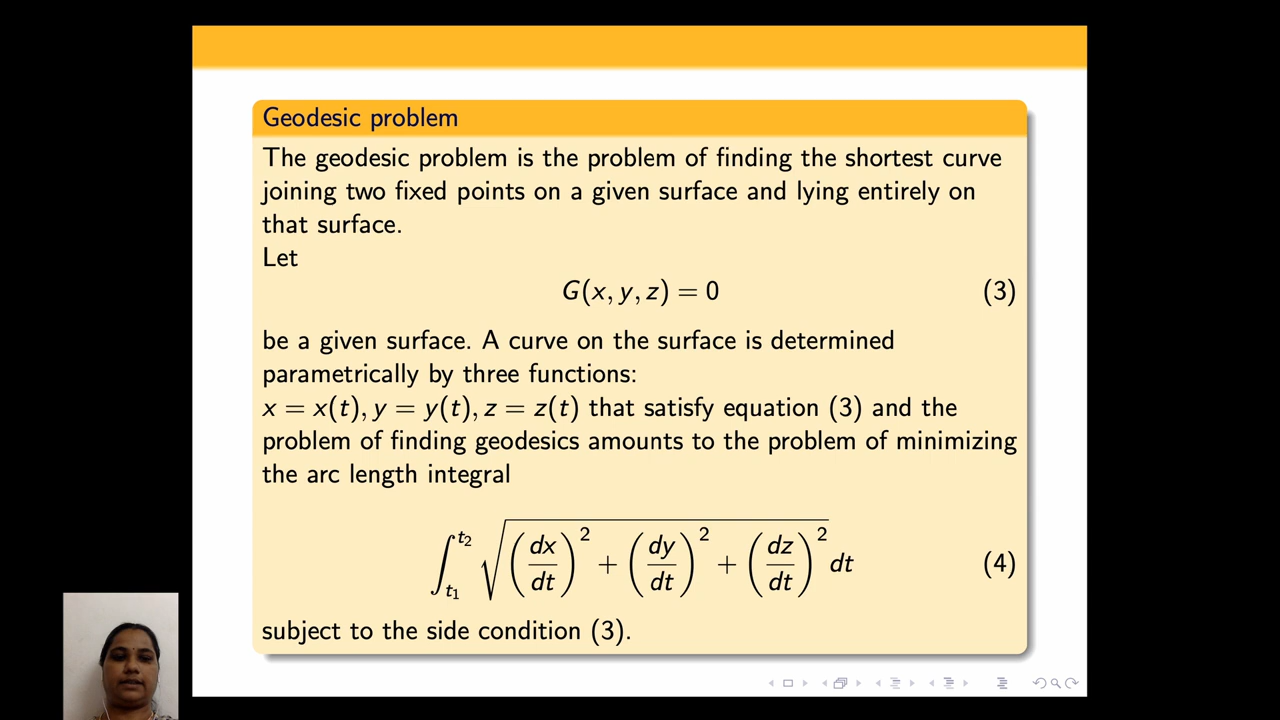 Geodesic problem
The geodesic problem is the problem of finding the shortest curve
joining two fixed points on a given surface and lying entirely on
that surface.
Let
G(x, y, z) = 0 (3)
be a given surface. A curve on the surface is determined
parametrically by three functions:
x = x(t), y = y(t), z = z(t) that satisfy equation (3) and the
problem of finding geodesics amounts to the problem of minimizing
the arc length integral
∫_{t₁}^{t₂} √((dx/dt)² + (dy/dt)² + (dz/dt)²) dt (4)
subject to the side condition (3).